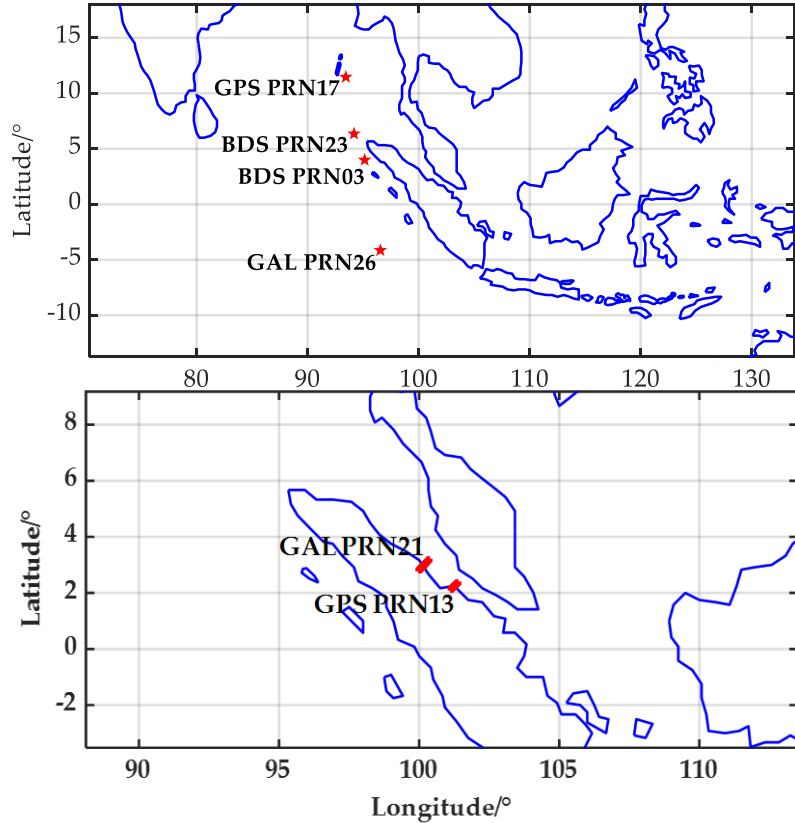 15
GPS PRN17
10
BDS PRN23
5
BDS PRN03
0
GAL PRN26
-5
-10
Latitude/°
80 90 100 110 120 130
8
6
4
GAL PRN21
2
GPS PRN13
0
-2
Latitude/°
90 95 100 105 110
Longitude/°